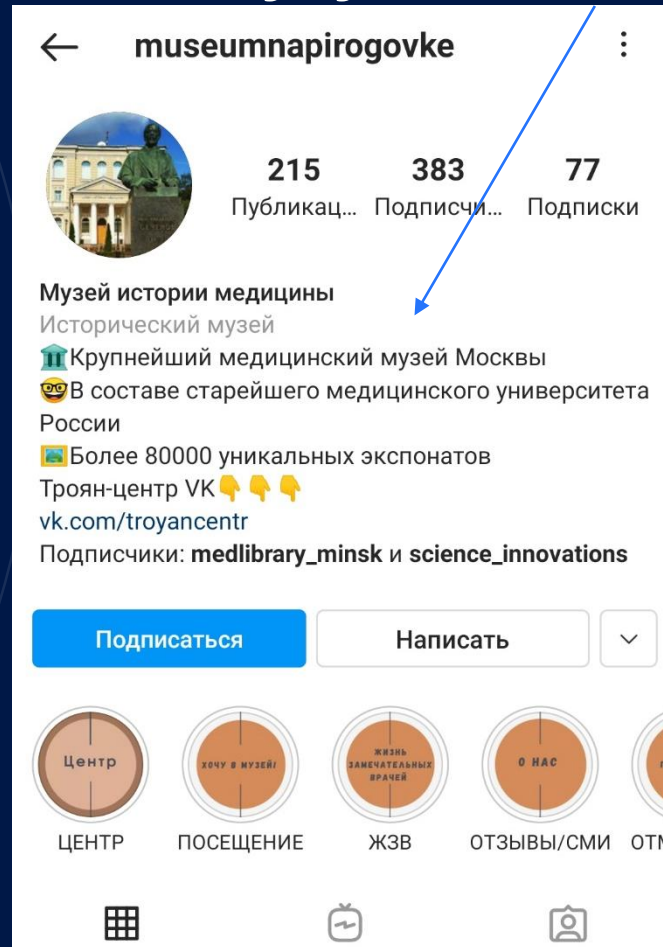 museumnapirogovke
215 383 77
Публикац... Подписчи... Подписки
Музей истории медицины
Исторический музей
🏛️Крупнейший медицинский музей Москвы
🤓В составе старейшего медицинского университета
России
🖼️Более 80000 уникальных экспонатов
Троян-центр VK👇👇👇
vk.com/troyancentr
Подписчики: medlibrary_minsk и science_innovations
Подписаться Написать
Центр
ХОЧУ В МУЗЕЙ!
ЖИЗНЬ
ЗАМЕЧАТЕЛЬНЫХ
ВРАЧЕЙ
О НАС
ЦЕНТР ПОСЕЩЕНИЕ ЖЗВ ОТЗЫВЫ/СМИ